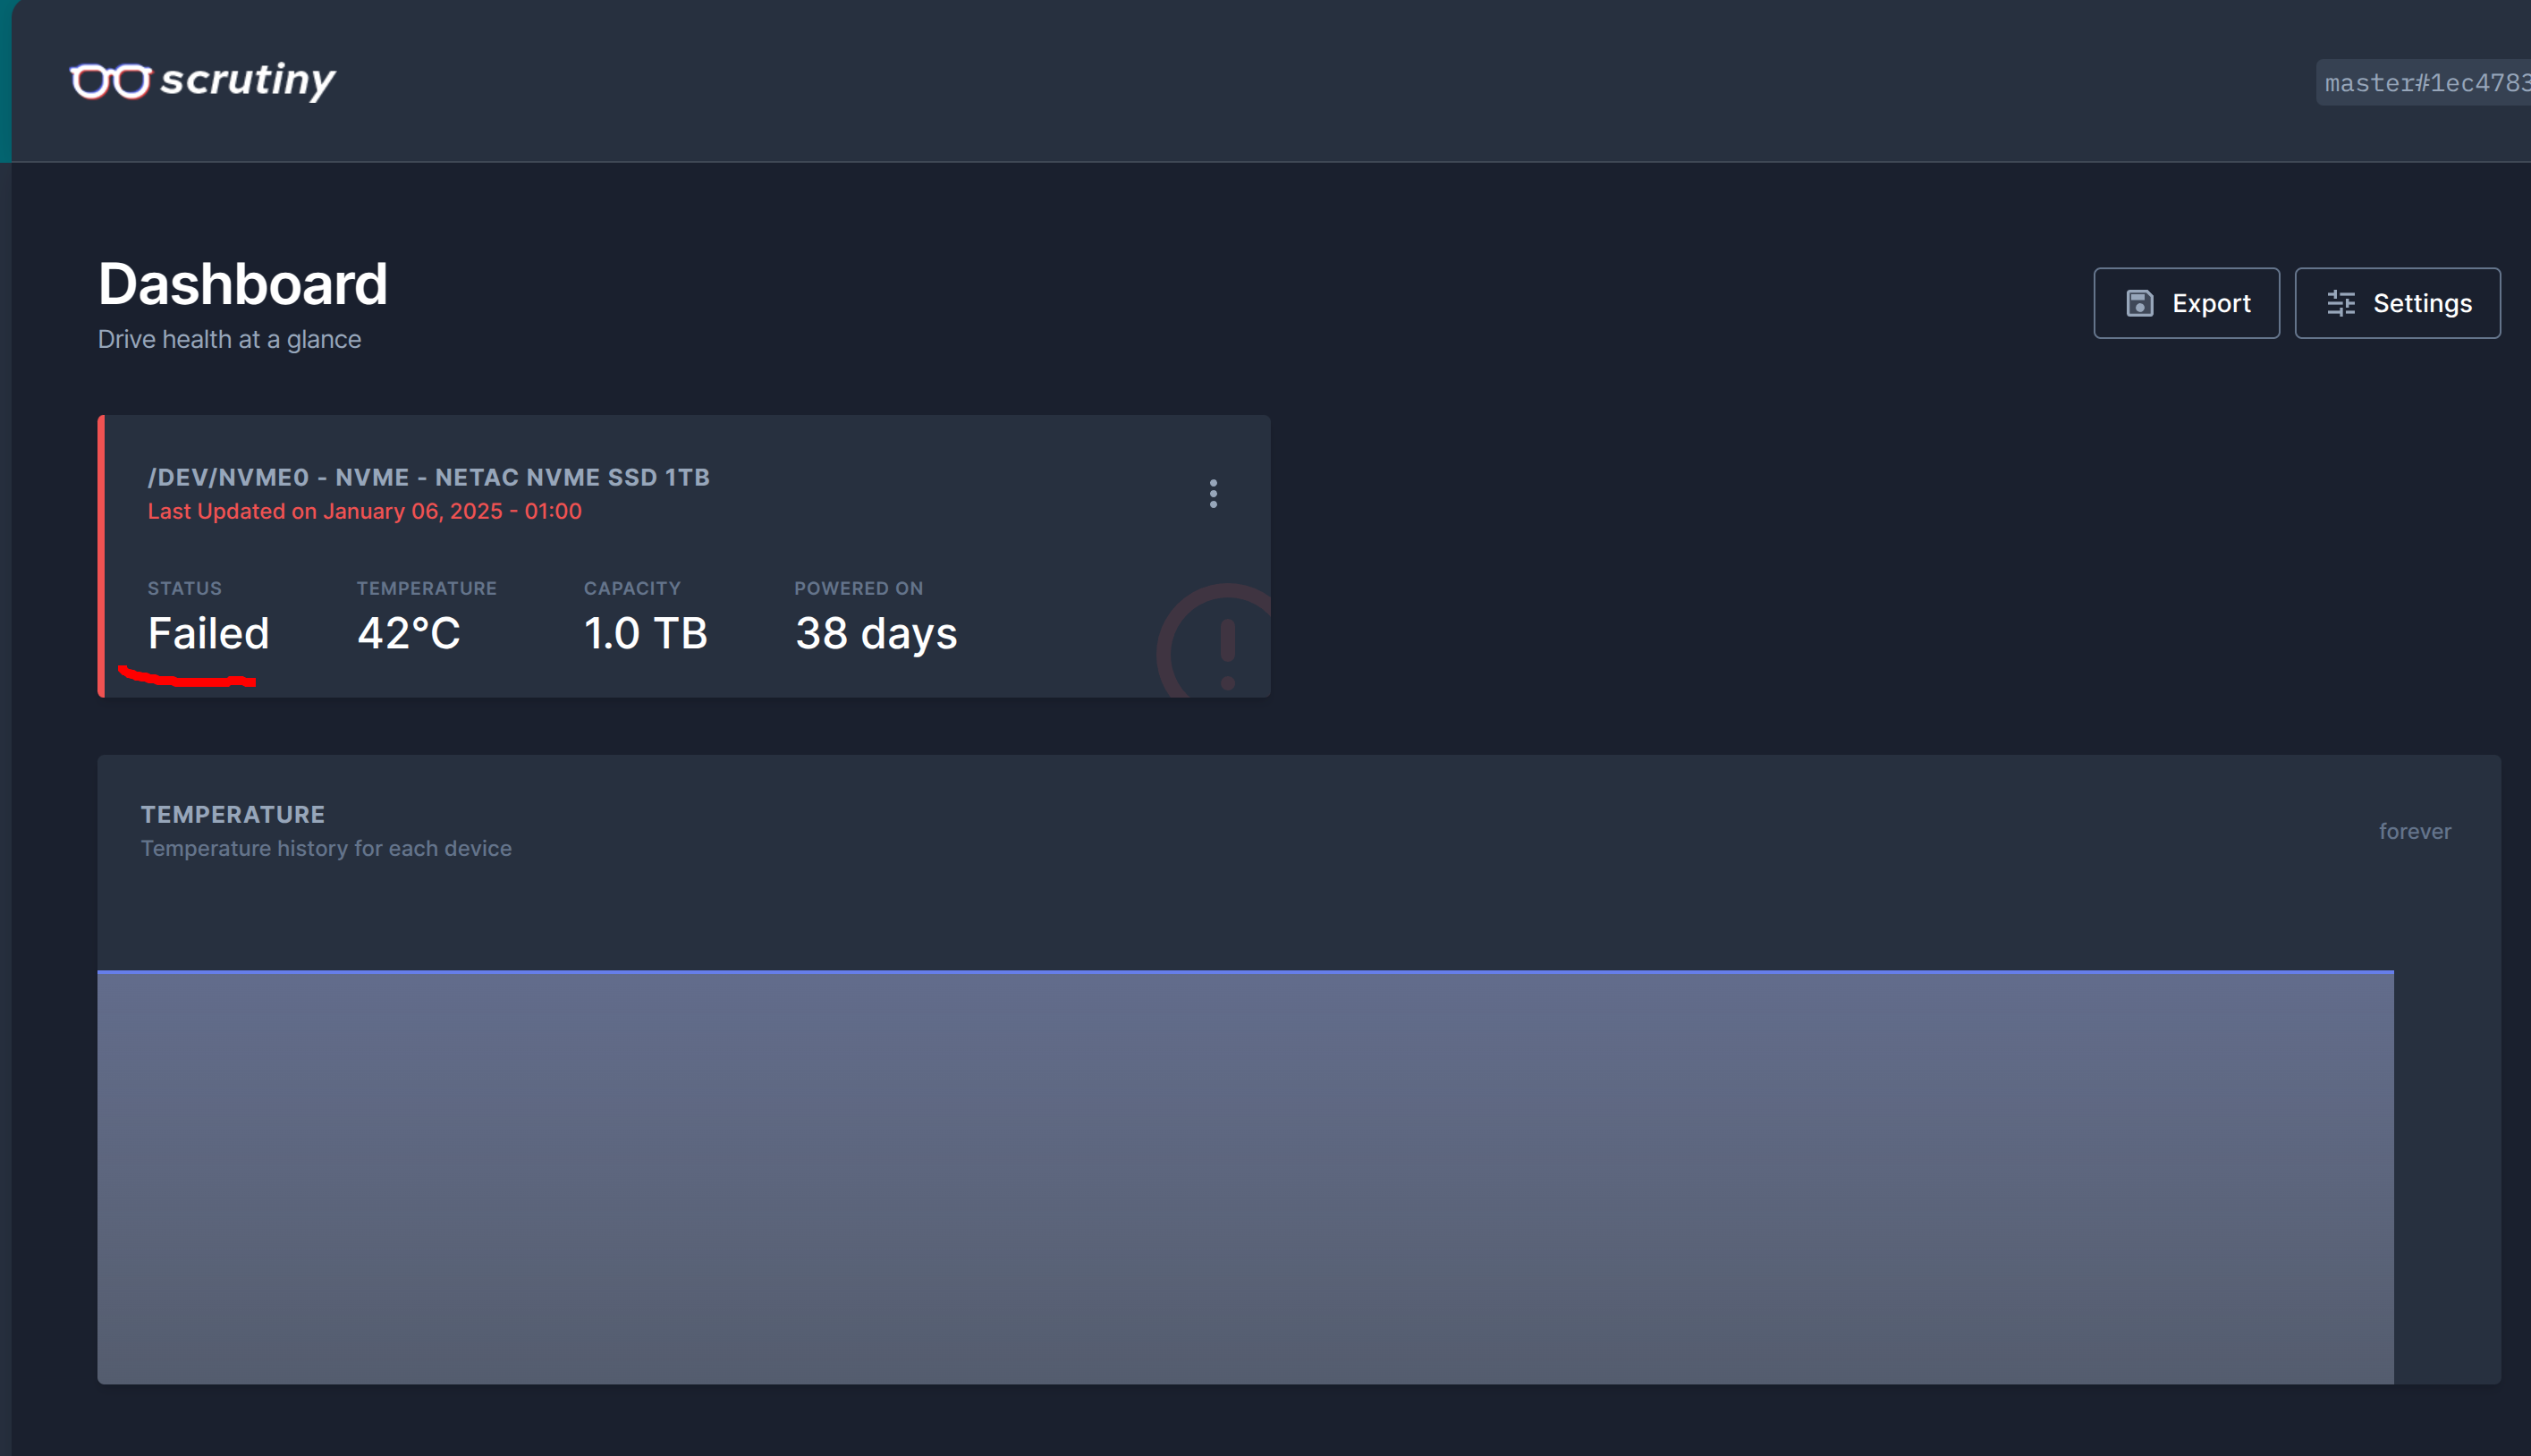 scrutiny
master#1ec4783
Dashboard
Drive health at a glance
Export
Settings
/DEV/NVME0 - NVME - NETAC NVME SSD 1TB
Last Updated on January 06, 2025 - 01:00
STATUS TEMPERATURE CAPACITY POWERED ON
Failed 42°C 1.0 TB 38 days
TEMPERATURE
Temperature history for each device
forever